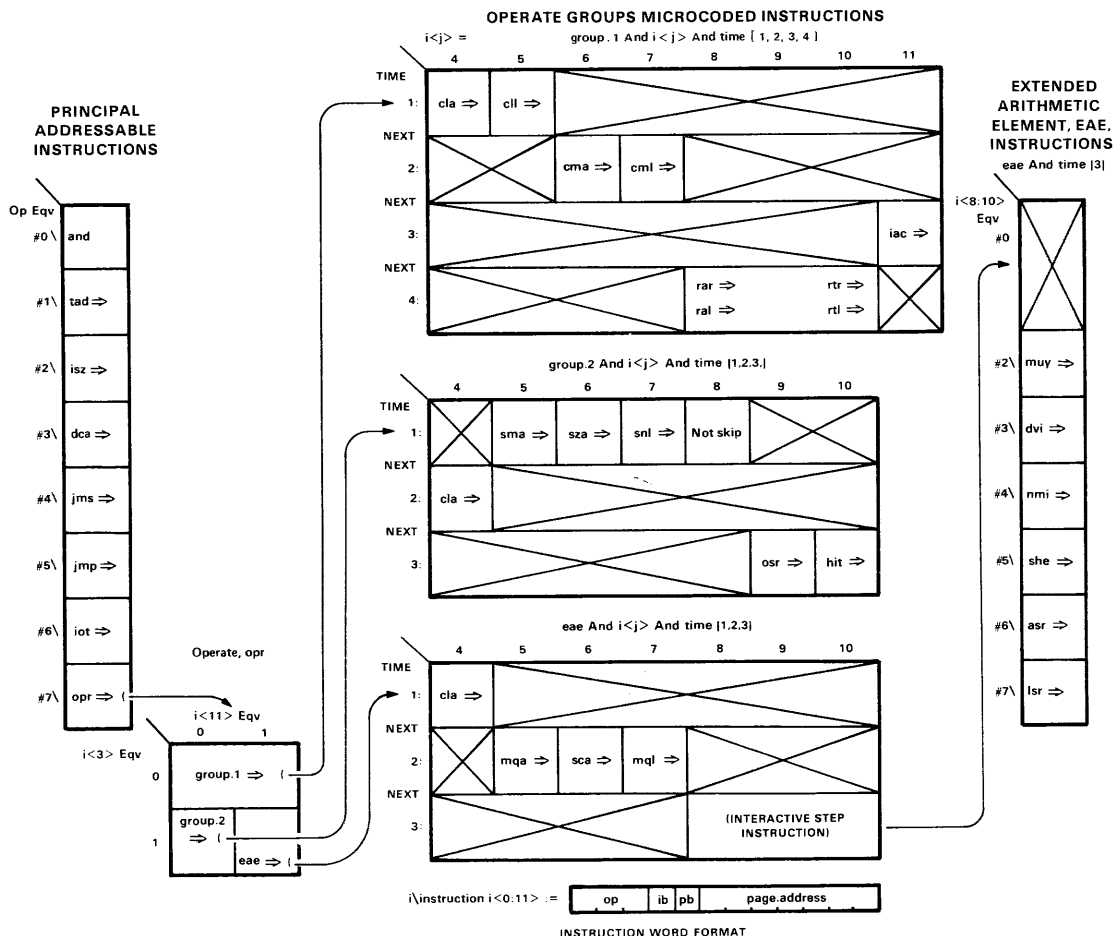 OPERATE GROUPS MICROCODED INSTRUCTIONS
i<j> = group.1 And i<j> And time [ 1, 2, 3, 4 ]
4 5 6 7 8 9 10 11
TIME
1: cla ⇒ cll ⇒
NEXT
2: cma ⇒ cml ⇒
NEXT
3: iac ⇒
NEXT
4: rar ⇒ rtr ⇒
ral ⇒ rtl ⇒
PRINCIPAL
ADDRESSABLE
INSTRUCTIONS
Op Eqv
#0\ and
#1\ tad ⇒
#2\ isz ⇒
#3\ dca ⇒
#4\ jms ⇒
#5\ jmp ⇒
#6\ iot ⇒
#7\ opr ⇒ (
Operate, opr
i<11> Eqv
0 1
i<3> Eqv
0 group.1 ⇒ (
1 group.2
⇒ (
eae ⇒ (
group.2 And i<j> And time |1,2.3,|
4 5 6 7 8 9 10
TIME
1: sma ⇒ sza ⇒ snl ⇒ Not skip
NEXT
2: cla ⇒
NEXT
3: osr ⇒ hit ⇒
eae And i<j> And time |1,2,3|
4 5 6 7 8 9 10
TIME
1: cla ⇒
NEXT
2: mqa ⇒ sca ⇒ mql ⇒
NEXT
3: (INTERACTIVE STEP
INSTRUCTION)
EXTENDED
ARITHMETIC
ELEMENT, EAE,
INSTRUCTIONS
eae And time |3|
i<8:10>
Eqv
#0
#2\ muy ⇒
#3\ dvi ⇒
#4\ nmi ⇒
#5\ she ⇒
#6\ asr ⇒
#7\ lsr ⇒
i\instruction i<0:11> := op ib pb page.address
INSTRUCTION WORD FORMAT